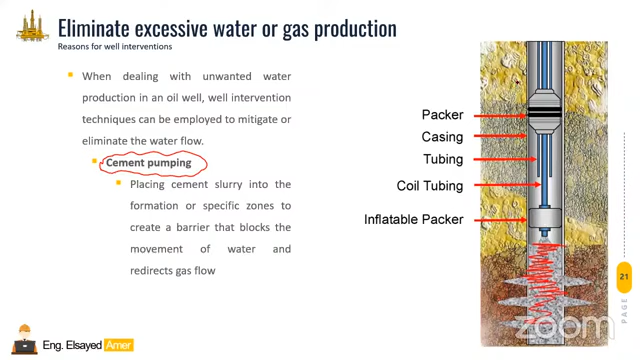 Eliminate excessive water or gas production
Reasons for well interventions
When dealing with unwanted water
production in an oil well, well intervention
techniques can be employed to mitigate or
eliminate the water flow.
Cement pumping
Placing cement slurry into the
formation or specific zones to
create a barrier that blocks the
movement of water and
redirects gas flow
Packer
Casing
Tubing
Coil Tubing
Inflatable Packer
21
PAGE
zoom
Eng. Elsayed Amer